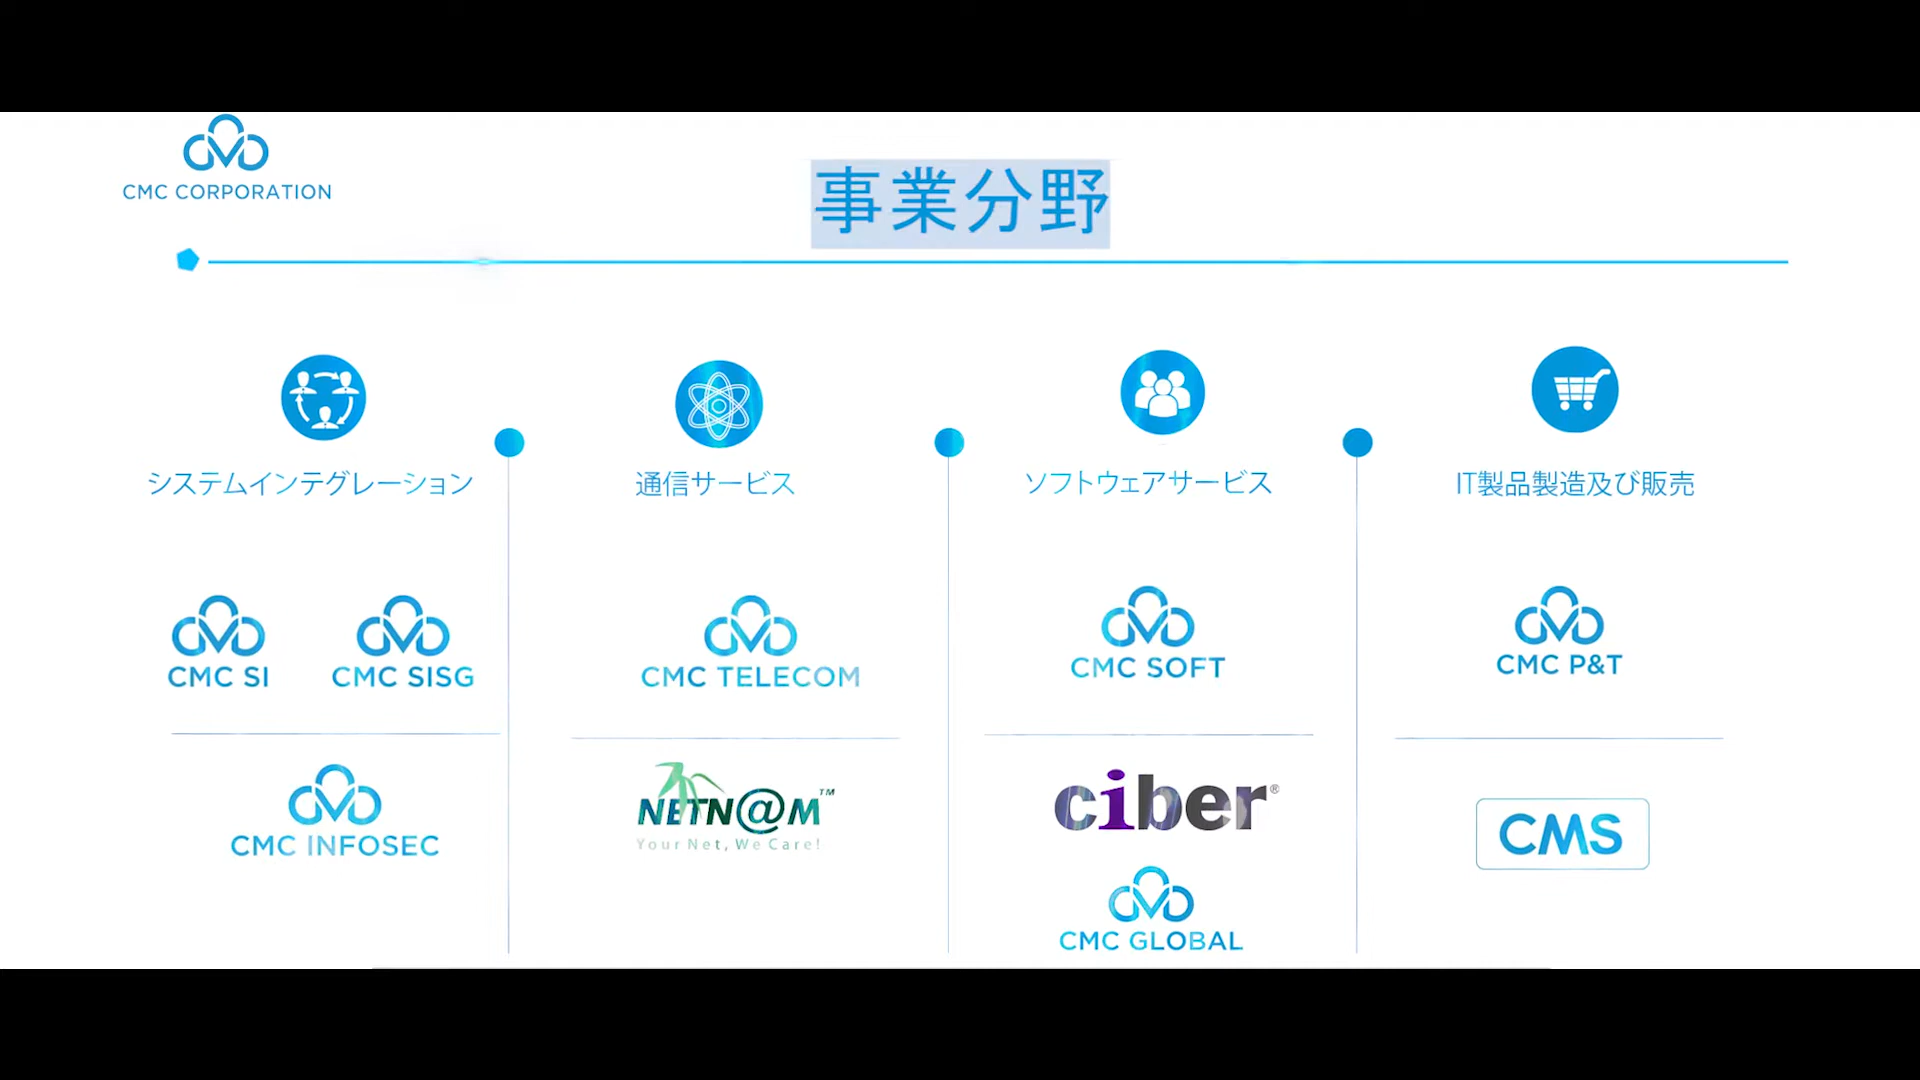 CMC CORPORATION
事業分野
システムインテグレーション
通信サービス
ソフトウェアサービス
IT製品製造及び販売
CMC SI
CMC SISG
CMC TELECOM
CMC SOFT
CMC P&T
CMC INFOSEC
NETN@M™
Your Net, We Care!
ciber®
CMC GLOBAL
CMS